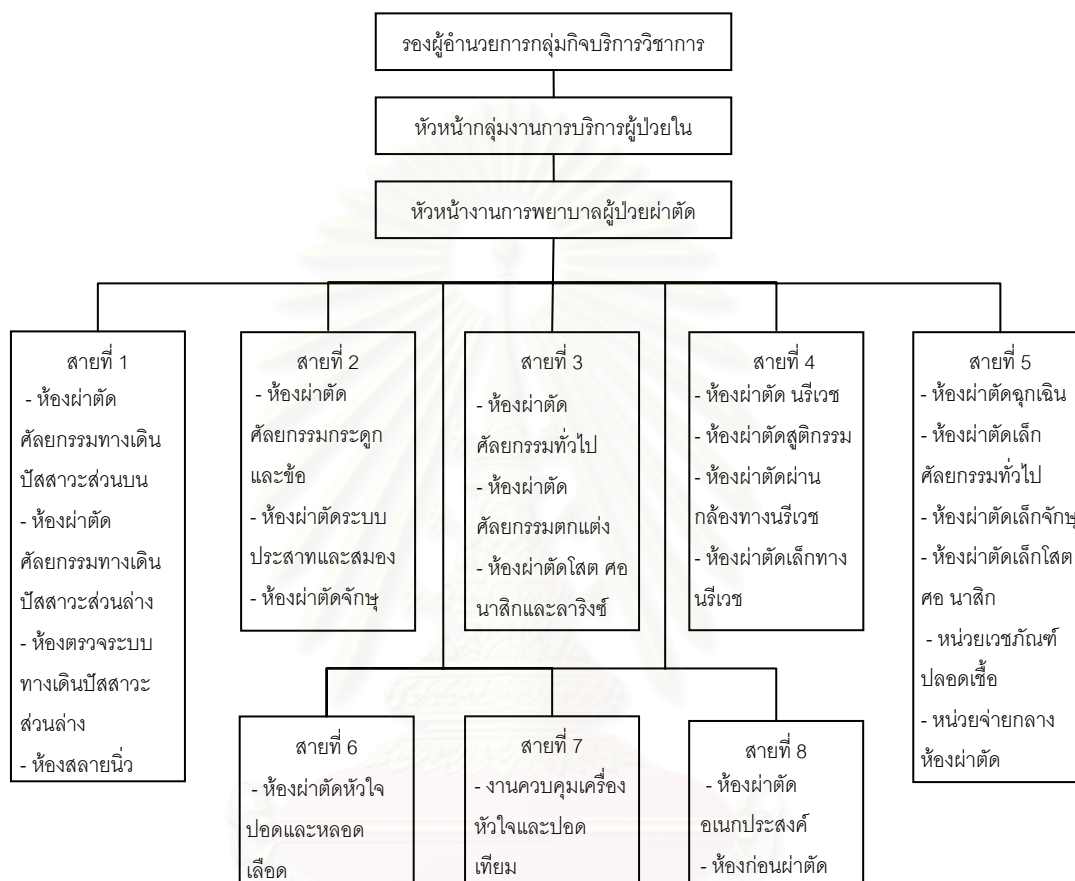 รองผู้อำนวยการกลุ่มกิจบริการวิชาการ
หัวหน้ากลุ่มงานการบริการผู้ป่วยใน
หัวหน้างานการพยาบาลผู้ป่วยผ่าตัด
สายที่ 1
- ห้องผ่าตัด
ศัลยกรรมทางเดิน
ปัสสาวะส่วนบน
- ห้องผ่าตัด
ศัลยกรรมทางเดิน
ปัสสาวะส่วนล่าง
- ห้องตรวจระบบ
ทางเดินปัสสาวะ
ส่วนล่าง
- ห้องสลายนิ่ว
สายที่ 2
- ห้องผ่าตัด
ศัลยกรรมกระดูก
และข้อ
- ห้องผ่าตัดระบบ
ประสาทและสมอง
- ห้องผ่าตัดจักษุ
สายที่ 3
- ห้องผ่าตัด
ศัลยกรรมทั่วไป
- ห้องผ่าตัด
ศัลยกรรมตกแต่ง
- ห้องผ่าตัดโสต ศอ
นาสิกและลาริงซ์
สายที่ 4
- ห้องผ่าตัด นรีเวช
- ห้องผ่าตัดสูติกรรม
- ห้องผ่าตัดผ่าน
กล้องทางนรีเวช
- ห้องผ่าตัดเล็กทาง
นรีเวช
สายที่ 5
- ห้องผ่าตัดฉุกเฉิน
- ห้องผ่าตัดเล็ก
ศัลยกรรมทั่วไป
- ห้องผ่าตัดเล็กจักษุ
- ห้องผ่าตัดเล็กโสต
ศอ นาสิก
- หน่วยเวชภัณฑ์
ปลอดเชื้อ
- หน่วยจ่ายกลาง
ห้องผ่าตัด
สายที่ 6
- ห้องผ่าตัดหัวใจ
ปอดและหลอด
เลือด
สายที่ 7
- งานควบคุมเครื่อง
หัวใจและปอด
เทียม
สายที่ 8
- ห้องผ่าตัด
อเนกประสงค์
- ห้องก่อนผ่าตัด